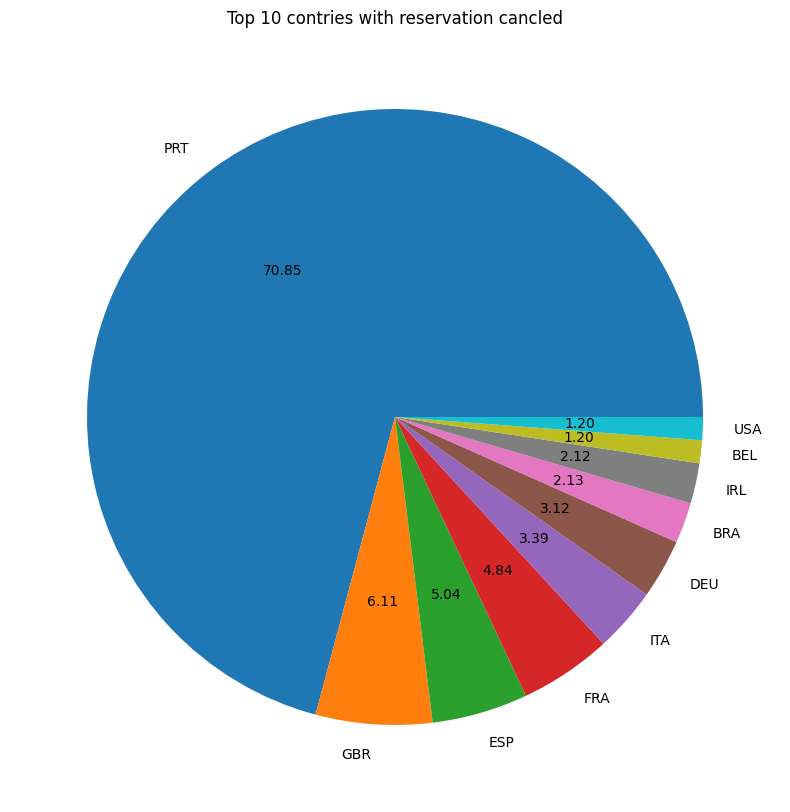 Top 10 contries with reservation cancled
PRT
70.85
1.20
USA
1.20
BEL
2.12
IRL
2.13
BRA
3.12
DEU
3.39
ITA
4.84
FRA
5.04
ESP
6.11
GBR